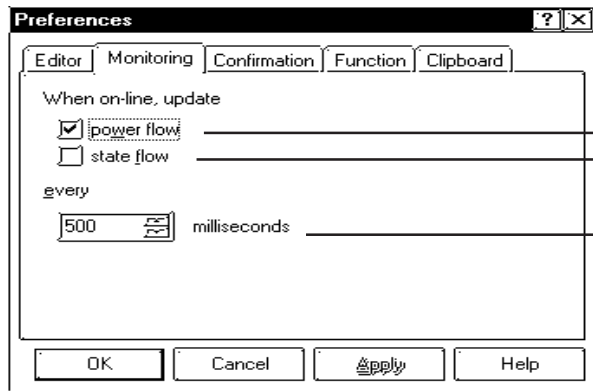 Preferences ?
Editor Monitoring Confirmation Function Clipboard
When on-line, update
power flow
state flow
every
500 milliseconds
OK Cancel Apply Help